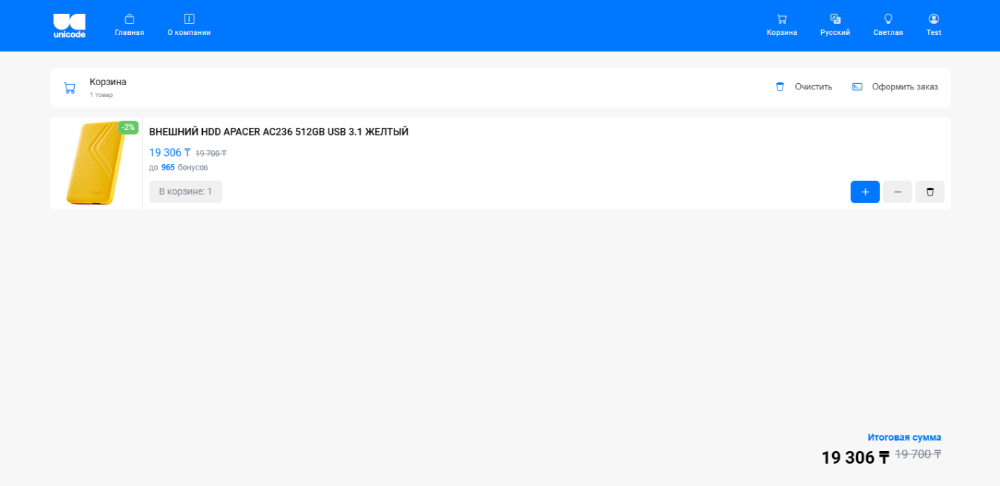 unicode
Главная
О компании
Корзина
Русский
Светлая
Test
Корзина
1 товар
Очистить
Оформить заказ
-2%
ВНЕШНИЙ HDD APACER AC236 512GB USB 3.1 ЖЕЛТЫЙ
19 306 ₸ 19 700 ₸
до 965 бонусов
В корзине: 1
Итоговая сумма
19 306 ₸ 19 700 ₸